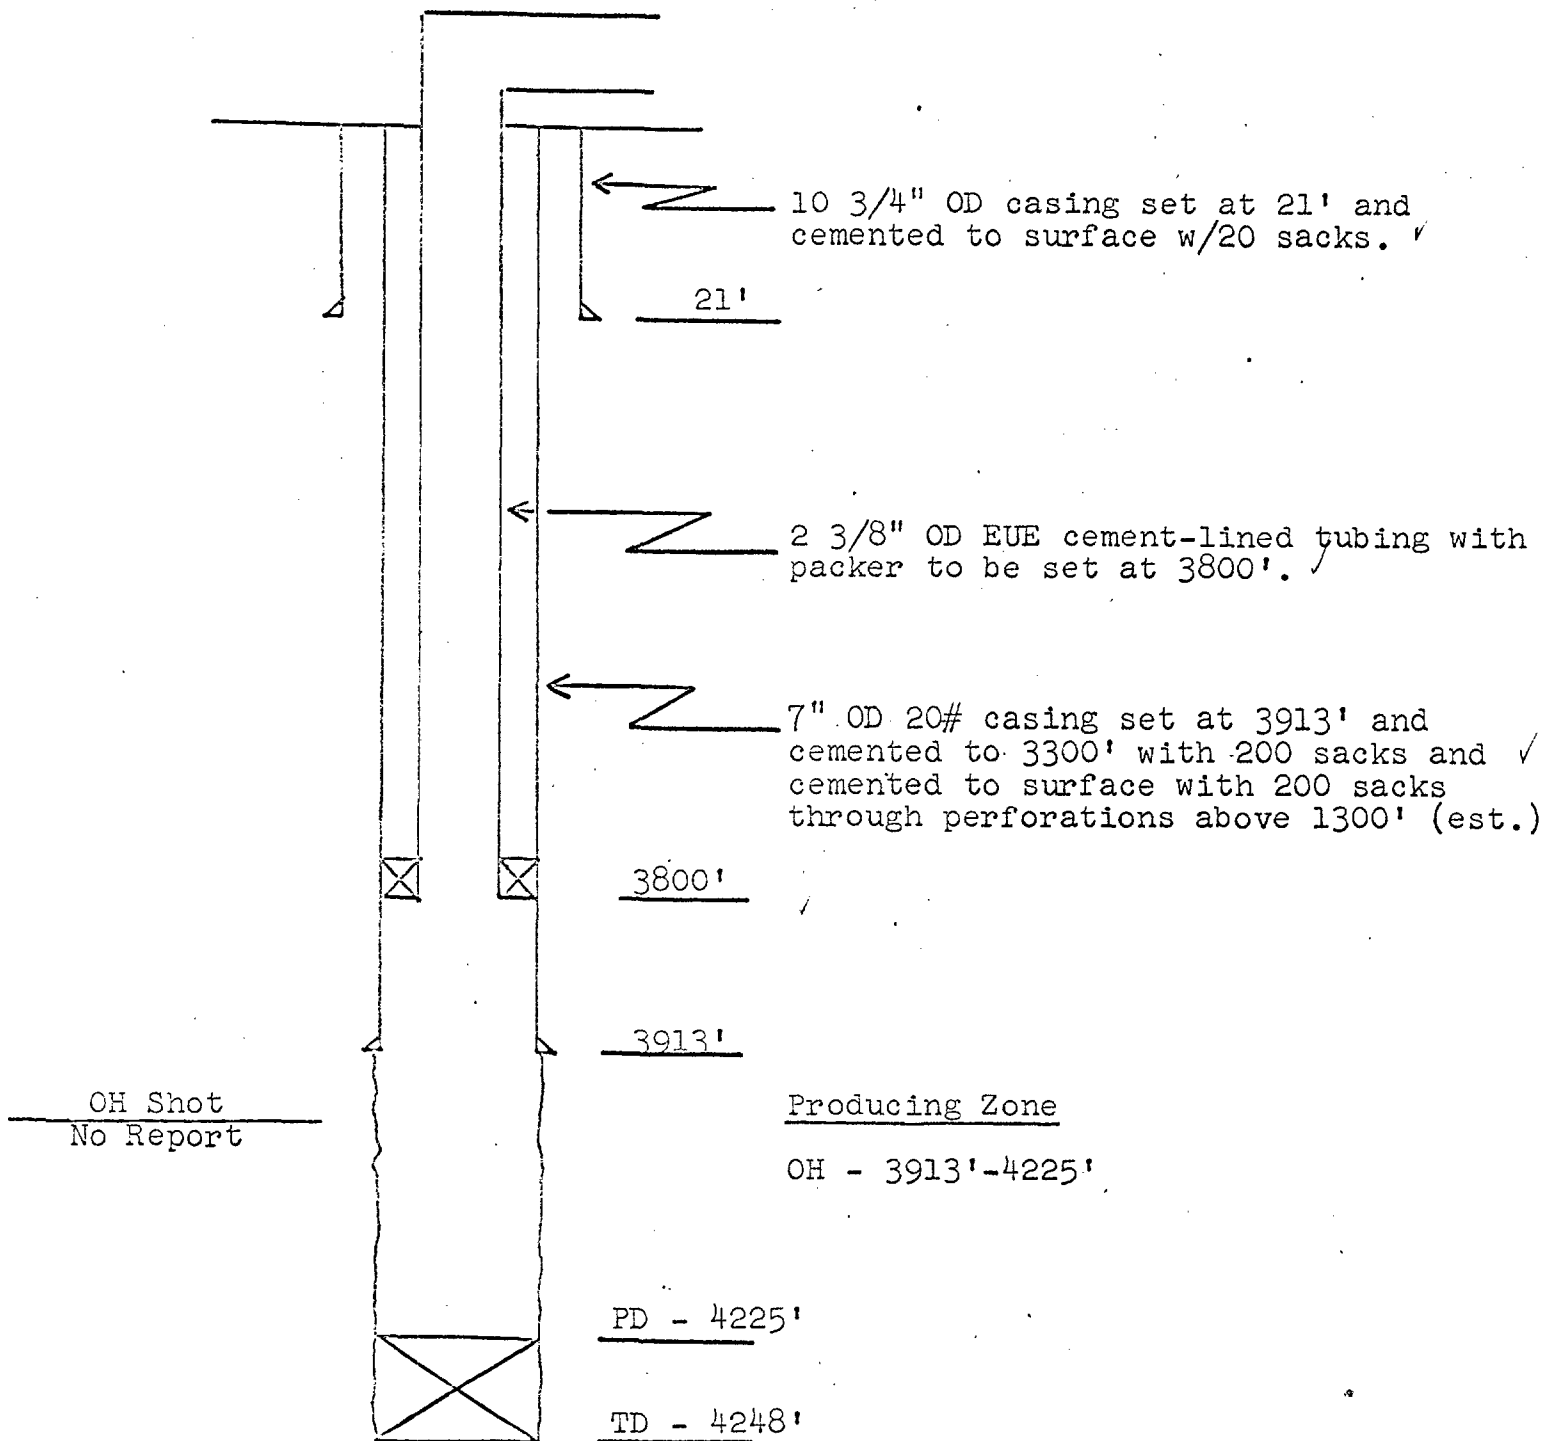 10 3/4" OD casing set at 21' and
cemented to surface w/20 sacks. ✓
21'
2 3/8" OD EUE cement-lined tubing with
packer to be set at 3800'. ✓
7" OD 20# casing set at 3913' and
cemented to 3300' with 200 sacks and ✓
cemented to surface with 200 sacks
through perforations above 1300' (est.)
3800'
✓
3913'
OH Shot
No Report
Producing Zone
OH - 3913'-4225'
PD - 4225'
TD - 4248'